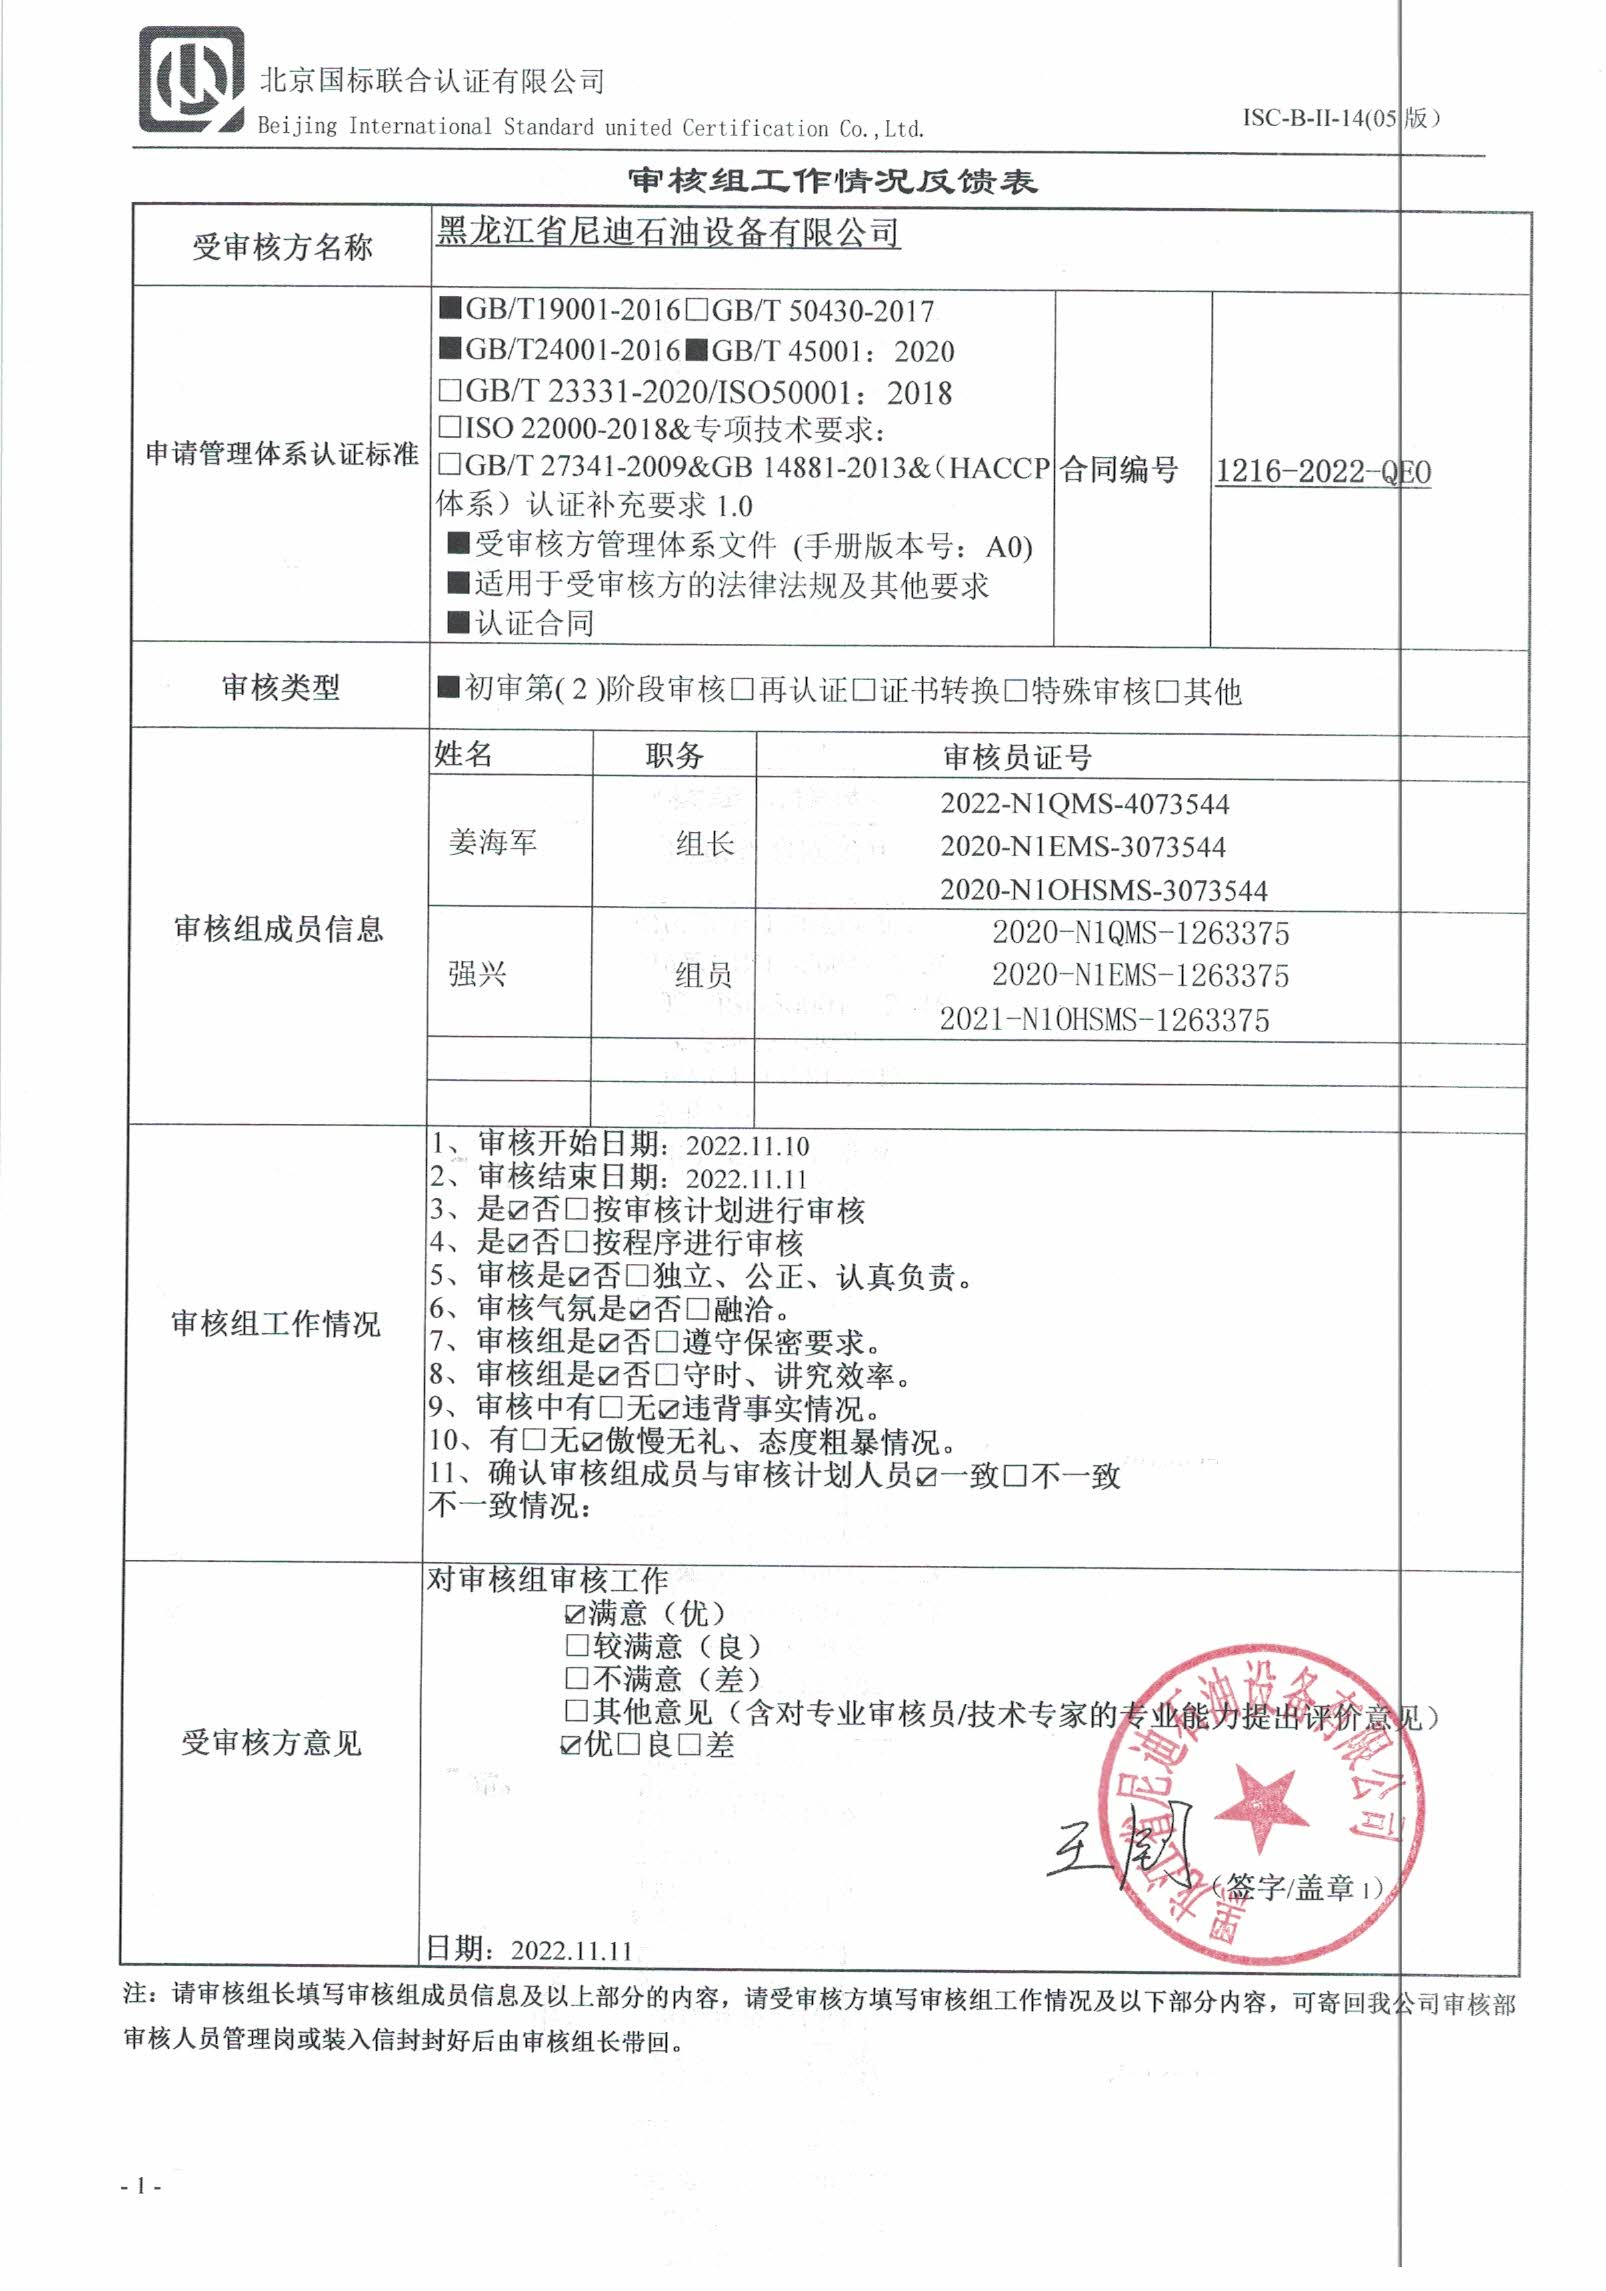 北京国标联合认证有限公司
Beijing International Standard united Certification Co.,Ltd.
ISC-B-II-14(05版）
审核组工作情况反馈表
受审核方名称
黑龙江省尼迪石油设备有限公司
申请管理体系认证标准
■GB/T19001-2016□GB/T 50430-2017
■GB/T24001-2016■GB/T 45001：2020
□GB/T 23331-2020/ISO50001：2018
□ISO 22000-2018&专项技术要求：
□GB/T 27341-2009&GB 14881-2013&（HACCP
体系）认证补充要求 1.0
■受审核方管理体系文件 (手册版本号：A0)
■适用于受审核方的法律法规及其他要求
■认证合同
合同编号
1216-2022-QEO
审核类型
■初审第( 2 )阶段审核□再认证□证书转换□特殊审核□其他
审核组成员信息
姓名 职务 审核员证号
姜海军 组长
2022-N1QMS-4073544
2020-N1EMS-3073544
2020-N1OHSMS-3073544
强兴 组员
2020-N1QMS-1263375
2020-N1EMS-1263375
2021-N1OHSMS-1263375
审核组工作情况
1、审核开始日期：2022.11.10
2、审核结束日期：2022.11.11
3、是☑否□按审核计划进行审核
4、是☑否□按程序进行审核
5、审核是☑否□独立、公正、认真负责。
6、审核气氛是☑否□融洽。
7、审核组是☑否□遵守保密要求。
8、审核组是☑否□守时、讲究效率。
9、审核中有□无☑违背事实情况。
10、有□无☑傲慢无礼、态度粗暴情况。
11、确认审核组成员与审核计划人员☑一致□不一致
不一致情况：
受审核方意见
对审核组审核工作
☑满意（优）
□较满意（良）
□不满意（差）
□其他意见（含对专业审核员/技术专家的专业能力提出评价意见）
☑优□良□差
黑龙江省尼迪石油设备有限公司
（签字/盖章1）
日期：2022.11.11
注：请审核组长填写审核组成员信息及以上部分的内容，请受审核方填写审核组工作情况及以下部分内容，可寄回我公司审核部
审核人员管理岗或装入信封封好后由审核组长带回。
- 1 -